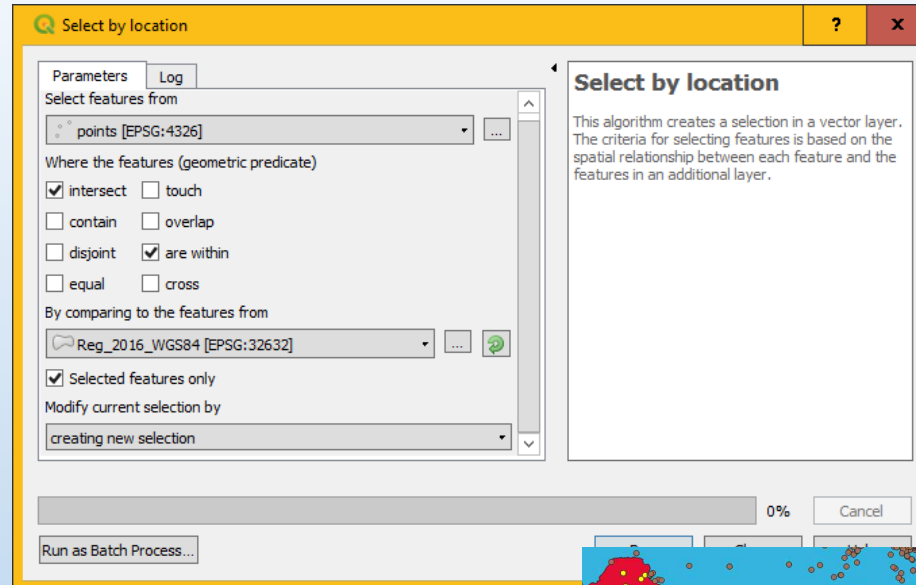 Select by location
?
x
Parameters
Log
Select features from
points [EPSG:4326]
...
Where the features (geometric predicate)
intersect
touch
contain
overlap
disjoint
are within
equal
cross
By comparing to the features from
Reg_2016_WGS84 [EPSG:32632]
...
Selected features only
Modify current selection by
creating new selection
Select by location
This algorithm creates a selection in a vector layer.
The criteria for selecting features is based on the
spatial relationship between each feature and the
features in an additional layer.
0%
Cancel
Run as Batch Process...